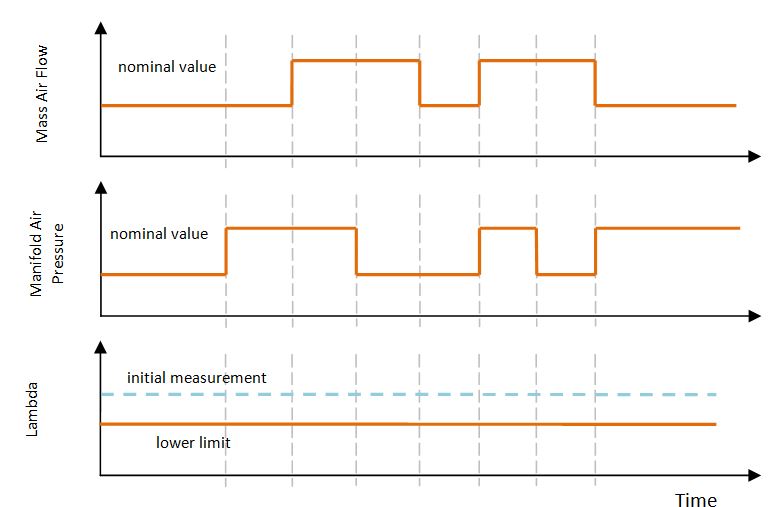 Mass Air Flow
nominal value
Manifold Air
Pressure
nominal value
Lambda
initial measurement
lower limit
Time